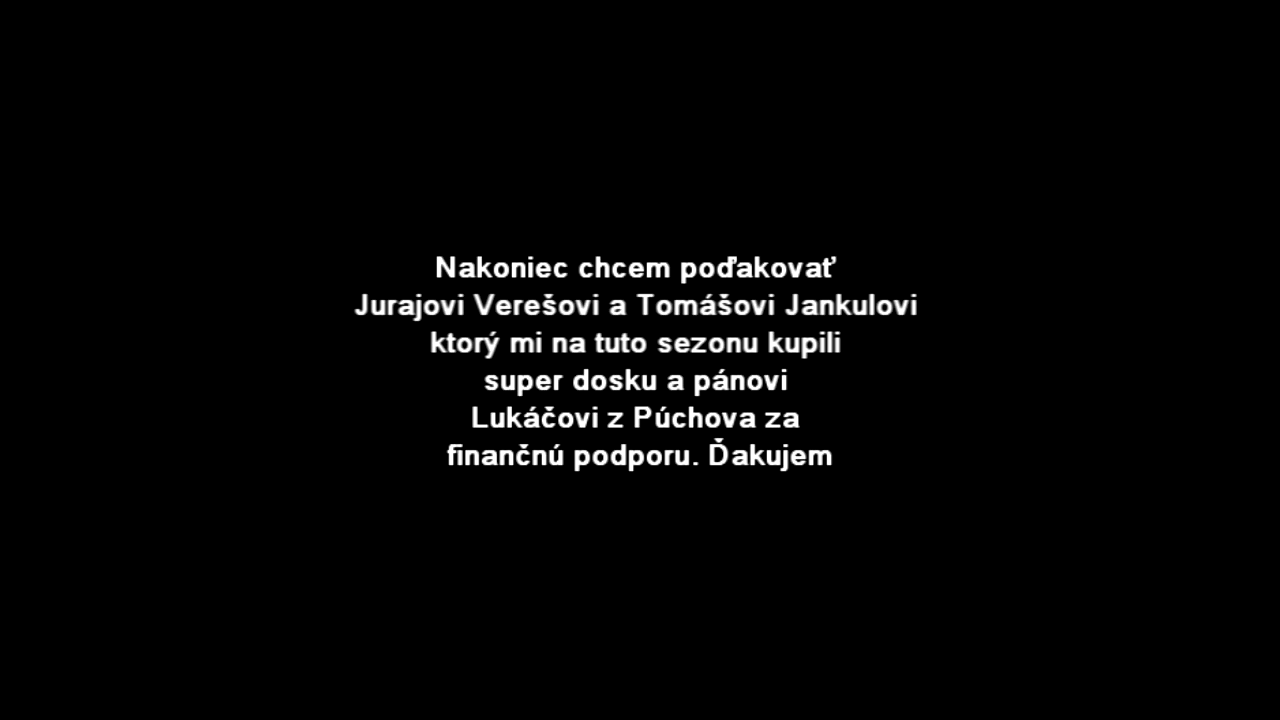 Nakoniec chcem poďakovať
Jurajovi Verešovi a Tomášovi Jankulovi
ktorý mi na tuto sezonu kupili
super dosku a pánovi
Lukáčovi z Púchova za
finančnú podporu. Ďakujem